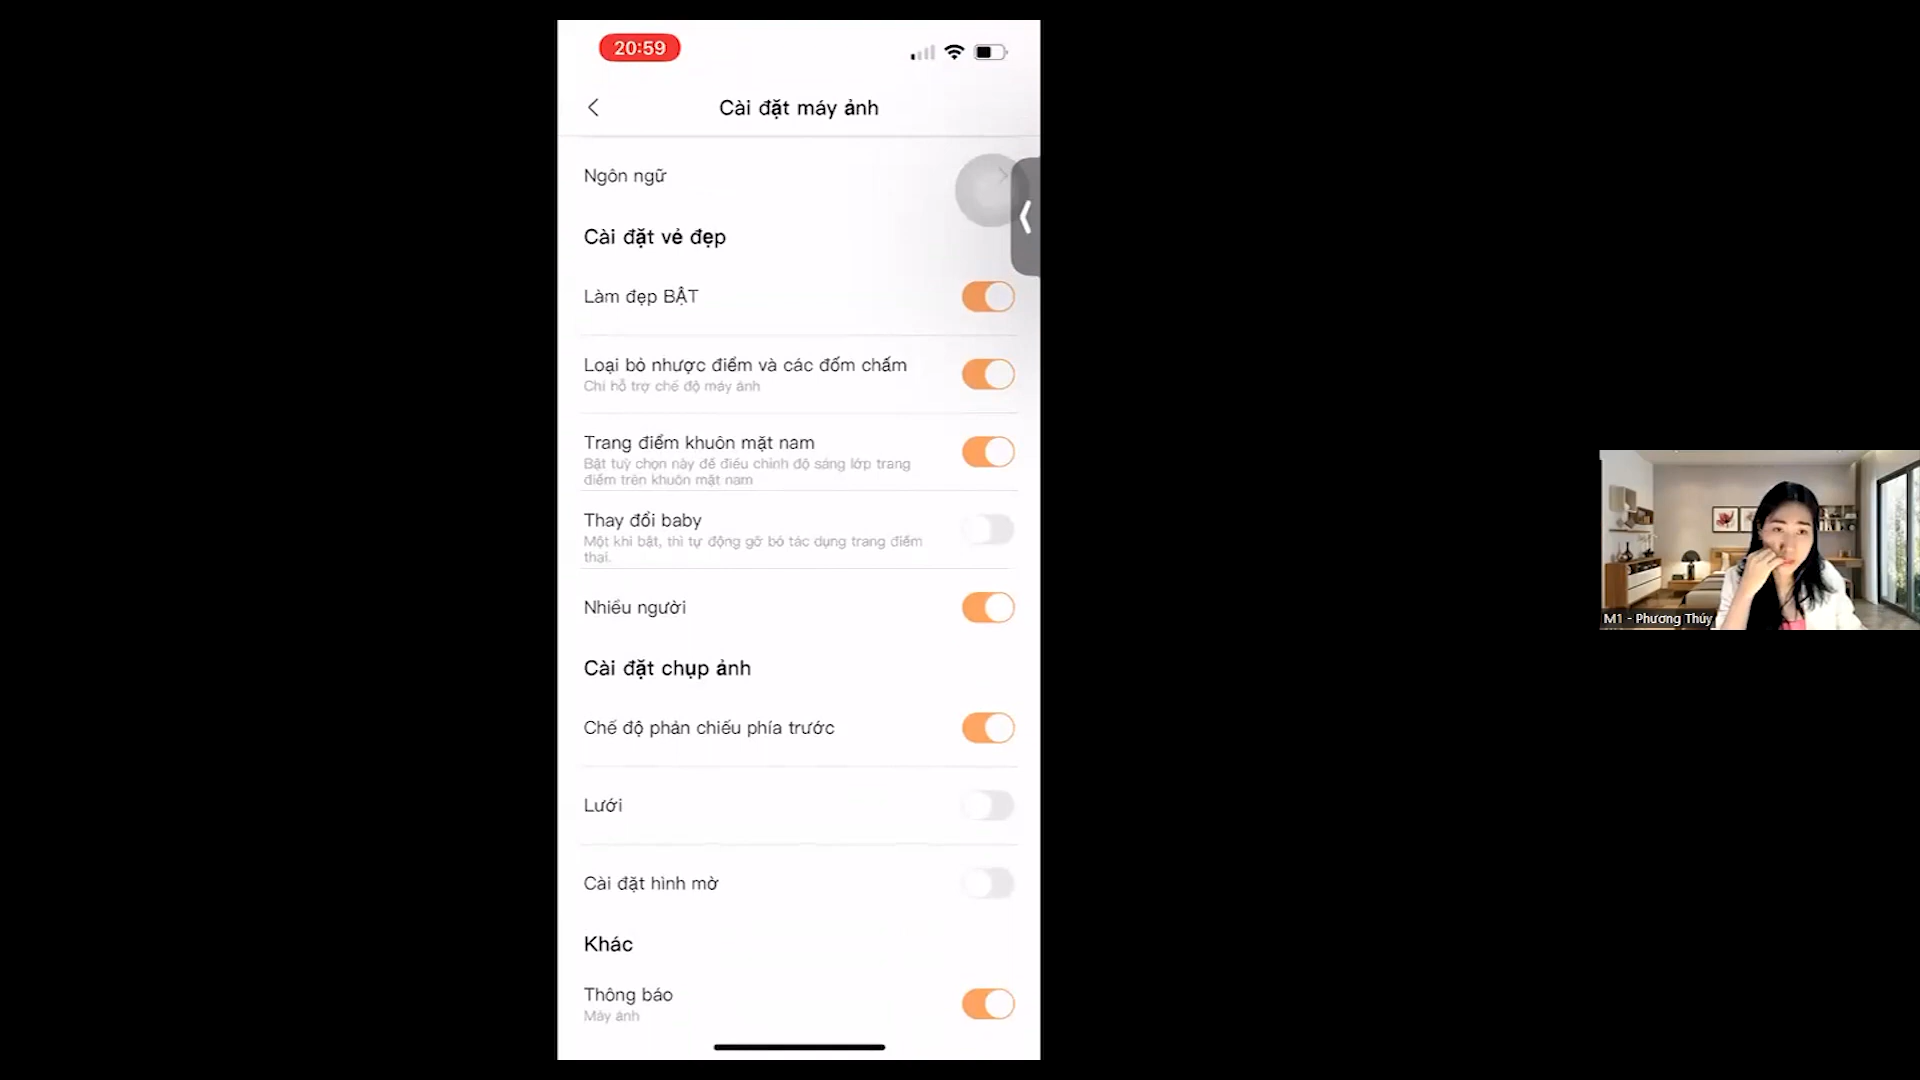 20:59
Cài đặt máy ảnh
Ngôn ngữ
Cài đặt vẻ đẹp
Làm đẹp BẬT
Loại bỏ nhược điểm và các đốm chấm
Chỉ hỗ trợ chế độ máy ảnh
Trang điểm khuôn mặt nam
Bật tuỳ chọn này để điều chỉnh độ sáng lớp trang
điểm trên khuôn mặt nam
Thay đổi baby
Một khi bật, thì tự động gỡ bỏ tác dụng trang điểm
thai.
Nhiều người
Cài đặt chụp ảnh
Chế độ phản chiếu phía trước
Lưới
Cài đặt hình mờ
Khác
Thông báo
Máy ảnh
M1 - Phương Thúy